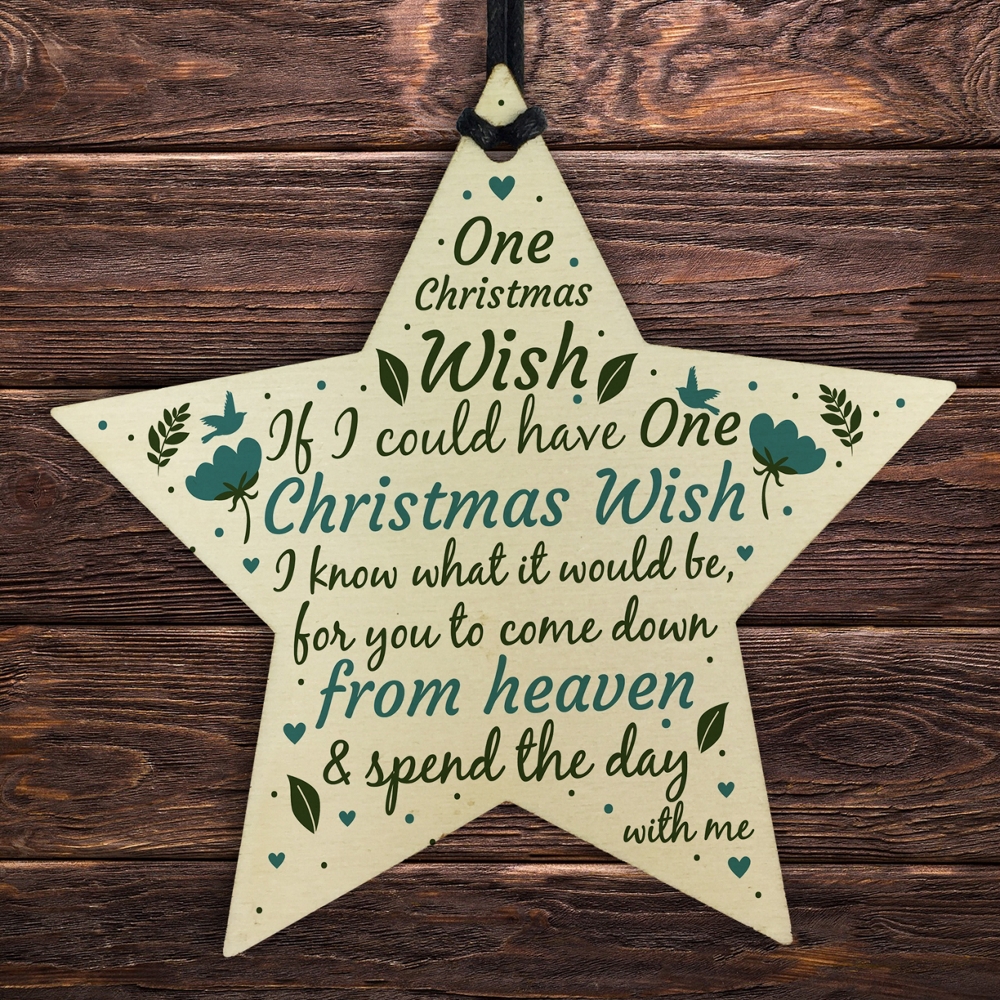 One
Christmas
Wish
If I could have One
Christmas Wish
I know what it would be,
for you to come down
from heaven
& spend the day
with me